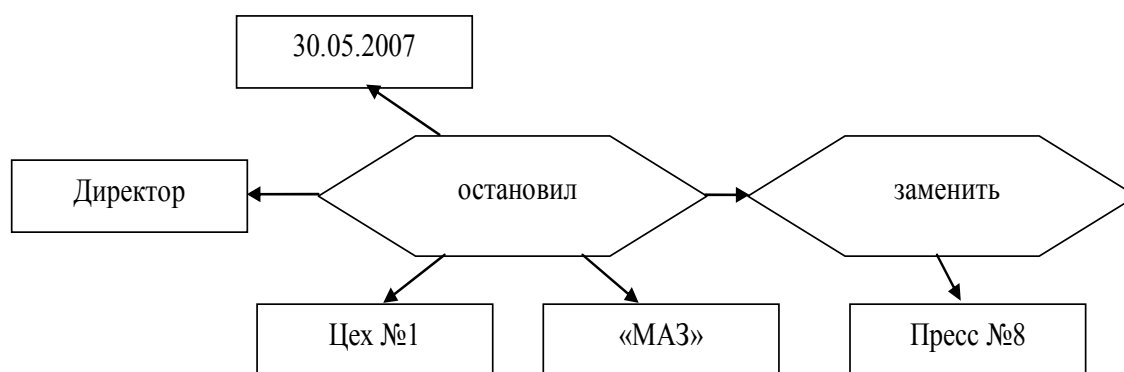 30.05.2007
Директор
остановил
заменить
Цех №1
«МАЗ»
Пресс №8